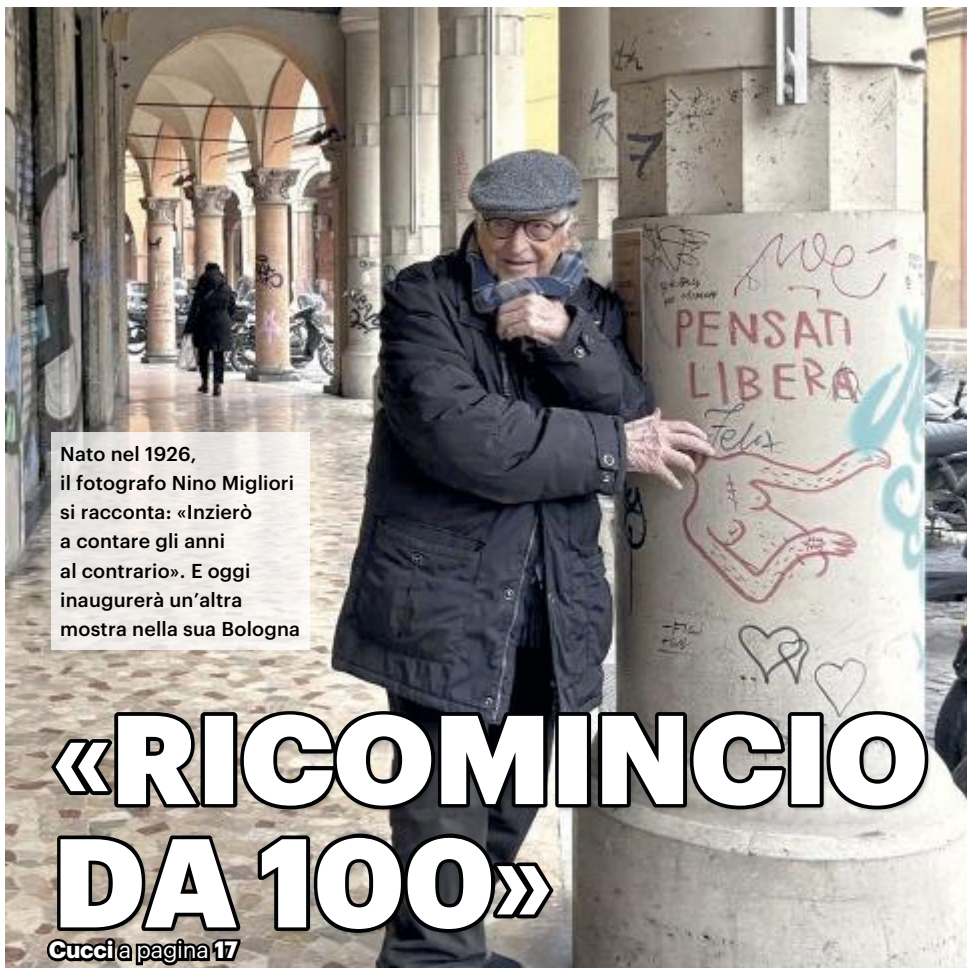 PENSATI
LIBERA
Felix
Nato nel 1926,
il fotografo Nino Migliori
si racconta: «Inzierò
a contare gli anni
al contrario». E oggi
inaugurerà un’altra
mostra nella sua Bologna
«RICOMINCIO
DA 100»
Cucci a pagina 17